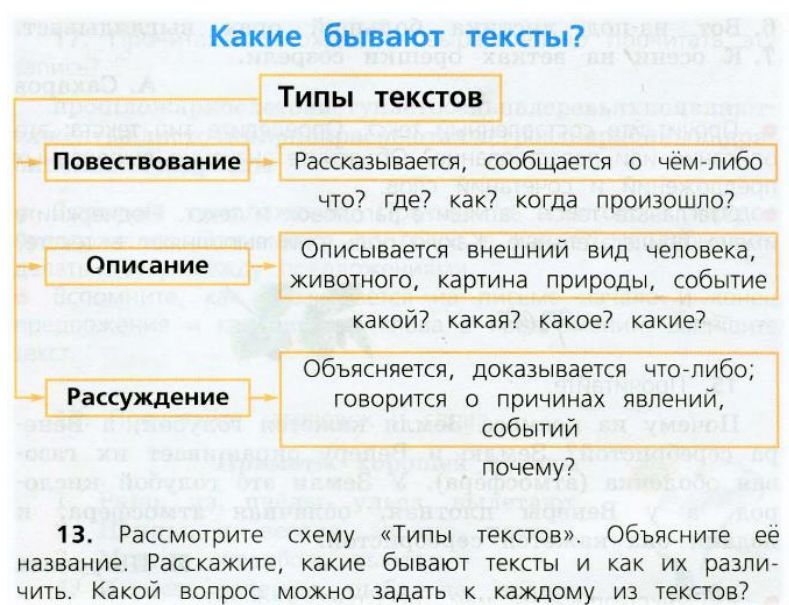 Какие бывают тексты?
Типы текстов
Повествование
Рассказывается, сообщается о чём-либо
что? где? как? когда произошло?
Описание
Описывается внешний вид человека,
животного, картина природы, событие
какой? какая? какое? какие?
Рассуждение
Объясняется, доказывается что-либо;
говорится о причинах явлений,
событий
почему?
13. Рассмотрите схему «Типы текстов». Объясните её
название. Расскажите, какие бывают тексты и как их разли-
чить. Какой вопрос можно задать к каждому из текстов?